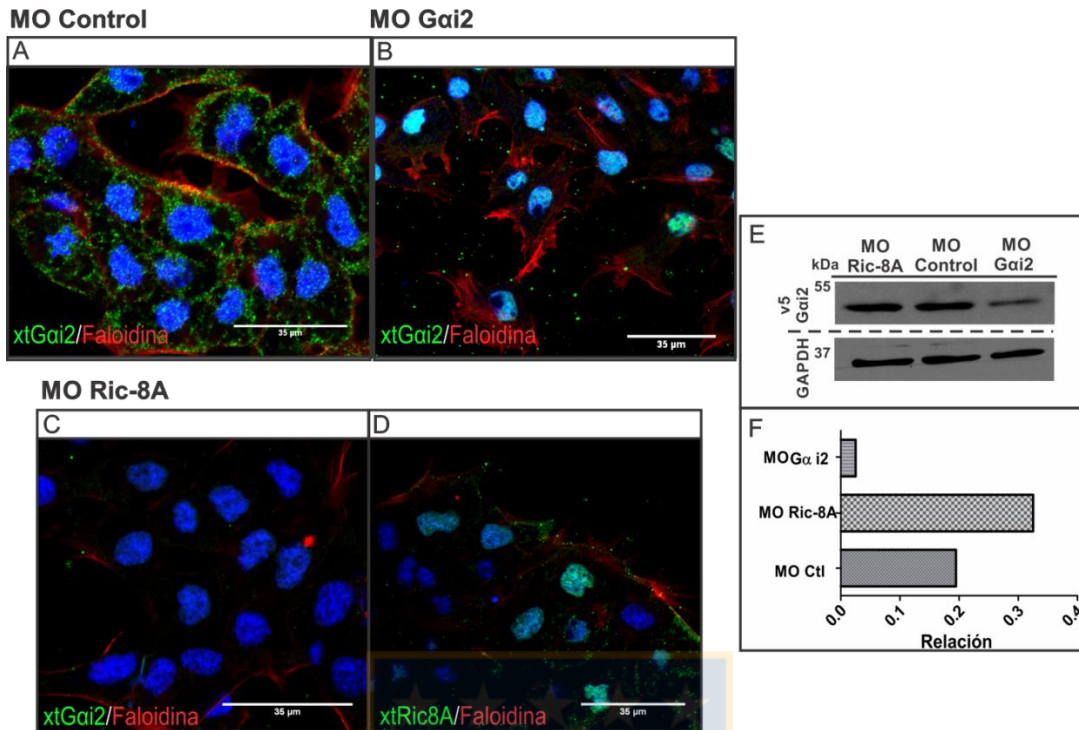 MO Control
MO Gαi2
A
B
xtGαi2/Faloidina
35 μm
xtGαi2/Faloidina
35 μm
MO Ric-8A
C
D
xtGαi2/Faloidina
35 μm
xtRic8A/Faloidina
35 μm
E
kDa
MO Ric-8A
MO Control
MO Gαi2
55
v5 Gαi2
37
GAPDH
F
MOGα i2
MO Ric-8A
MO Ctl
0.0 0.1 0.2 0.3 0.4
Relación